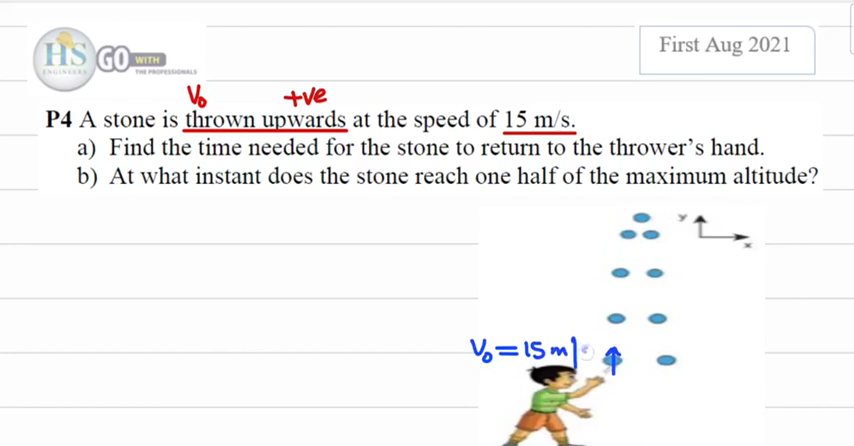 HS GO WITH
ENGINEERS THE PROFESSIONALS
First Aug 2021
V₀ +ve
P4 A stone is thrown upwards at the speed of 15 m/s.
a) Find the time needed for the stone to return to the thrower’s hand.
b) At what instant does the stone reach one half of the maximum altitude?
y
x
V₀=15m/